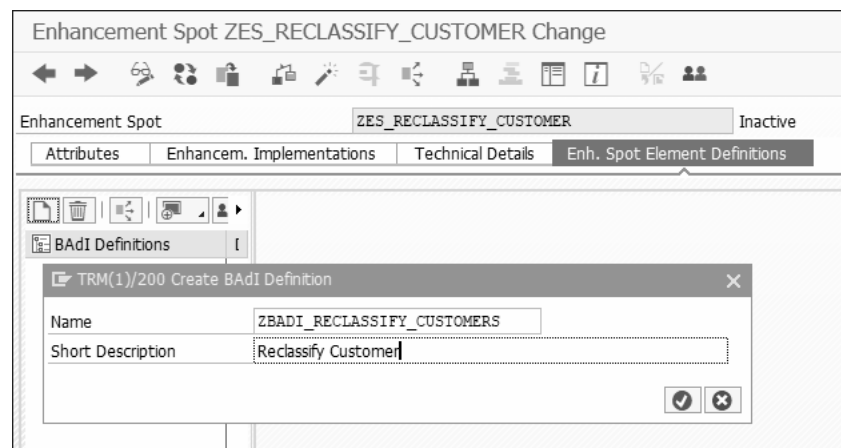 Enhancement Spot ZES_RECLASSIFY_CUSTOMER Change
Enhancement Spot ZES_RECLASSIFY_CUSTOMER Inactive
Attributes Enhancem. Implementations Technical Details Enh. Spot Element Definitions
BAdI Definitions
TRM(1)/200 Create BAdI Definition
Name ZBADI_RECLASSIFY_CUSTOMERS
Short Description Reclassify Customer